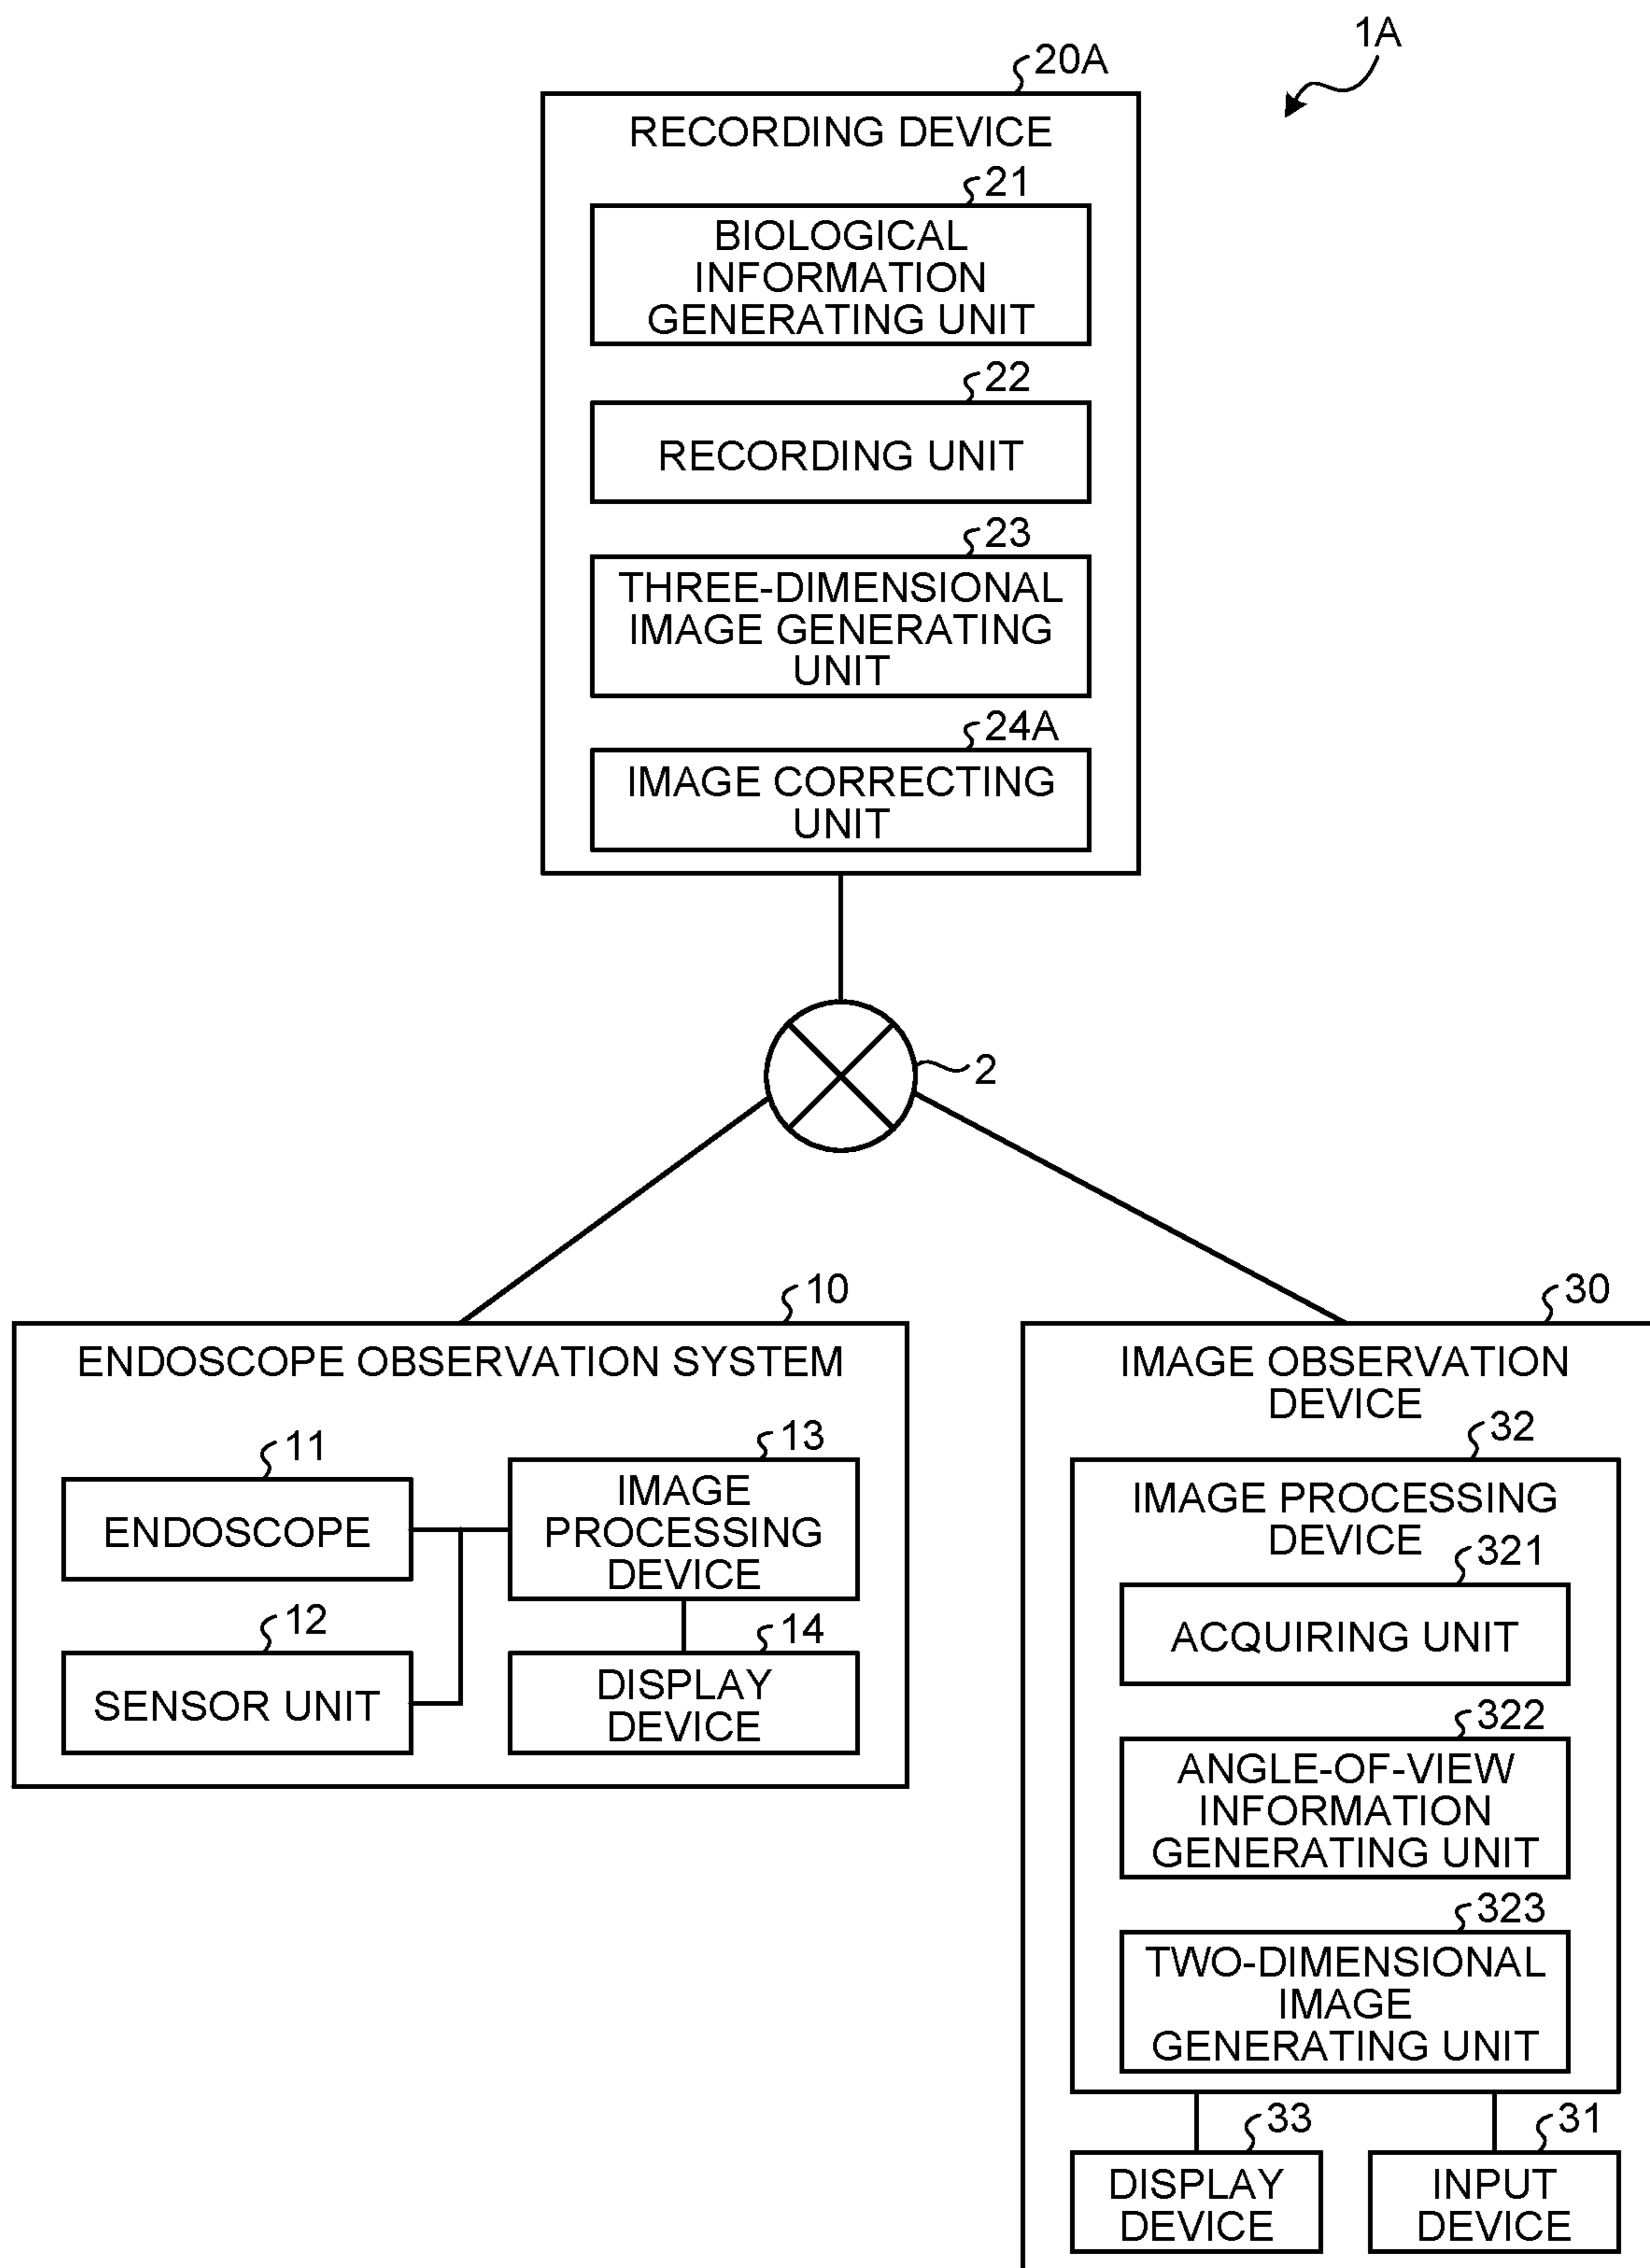 1A
20A
RECORDING DEVICE
21
BIOLOGICAL
INFORMATION
GENERATING UNIT
22
RECORDING UNIT
23
THREE-DIMENSIONAL
IMAGE GENERATING
UNIT
24A
IMAGE CORRECTING
UNIT
2
10
ENDOSCOPE OBSERVATION SYSTEM
11
ENDOSCOPE
12
SENSOR UNIT
13
IMAGE
PROCESSING
DEVICE
14
DISPLAY
DEVICE
30
IMAGE OBSERVATION
DEVICE
32
IMAGE PROCESSING
DEVICE
321
ACQUIRING UNIT
322
ANGLE-OF-VIEW
INFORMATION
GENERATING UNIT
323
TWO-DIMENSIONAL
IMAGE
GENERATING UNIT
33
DISPLAY
DEVICE
31
INPUT
DEVICE